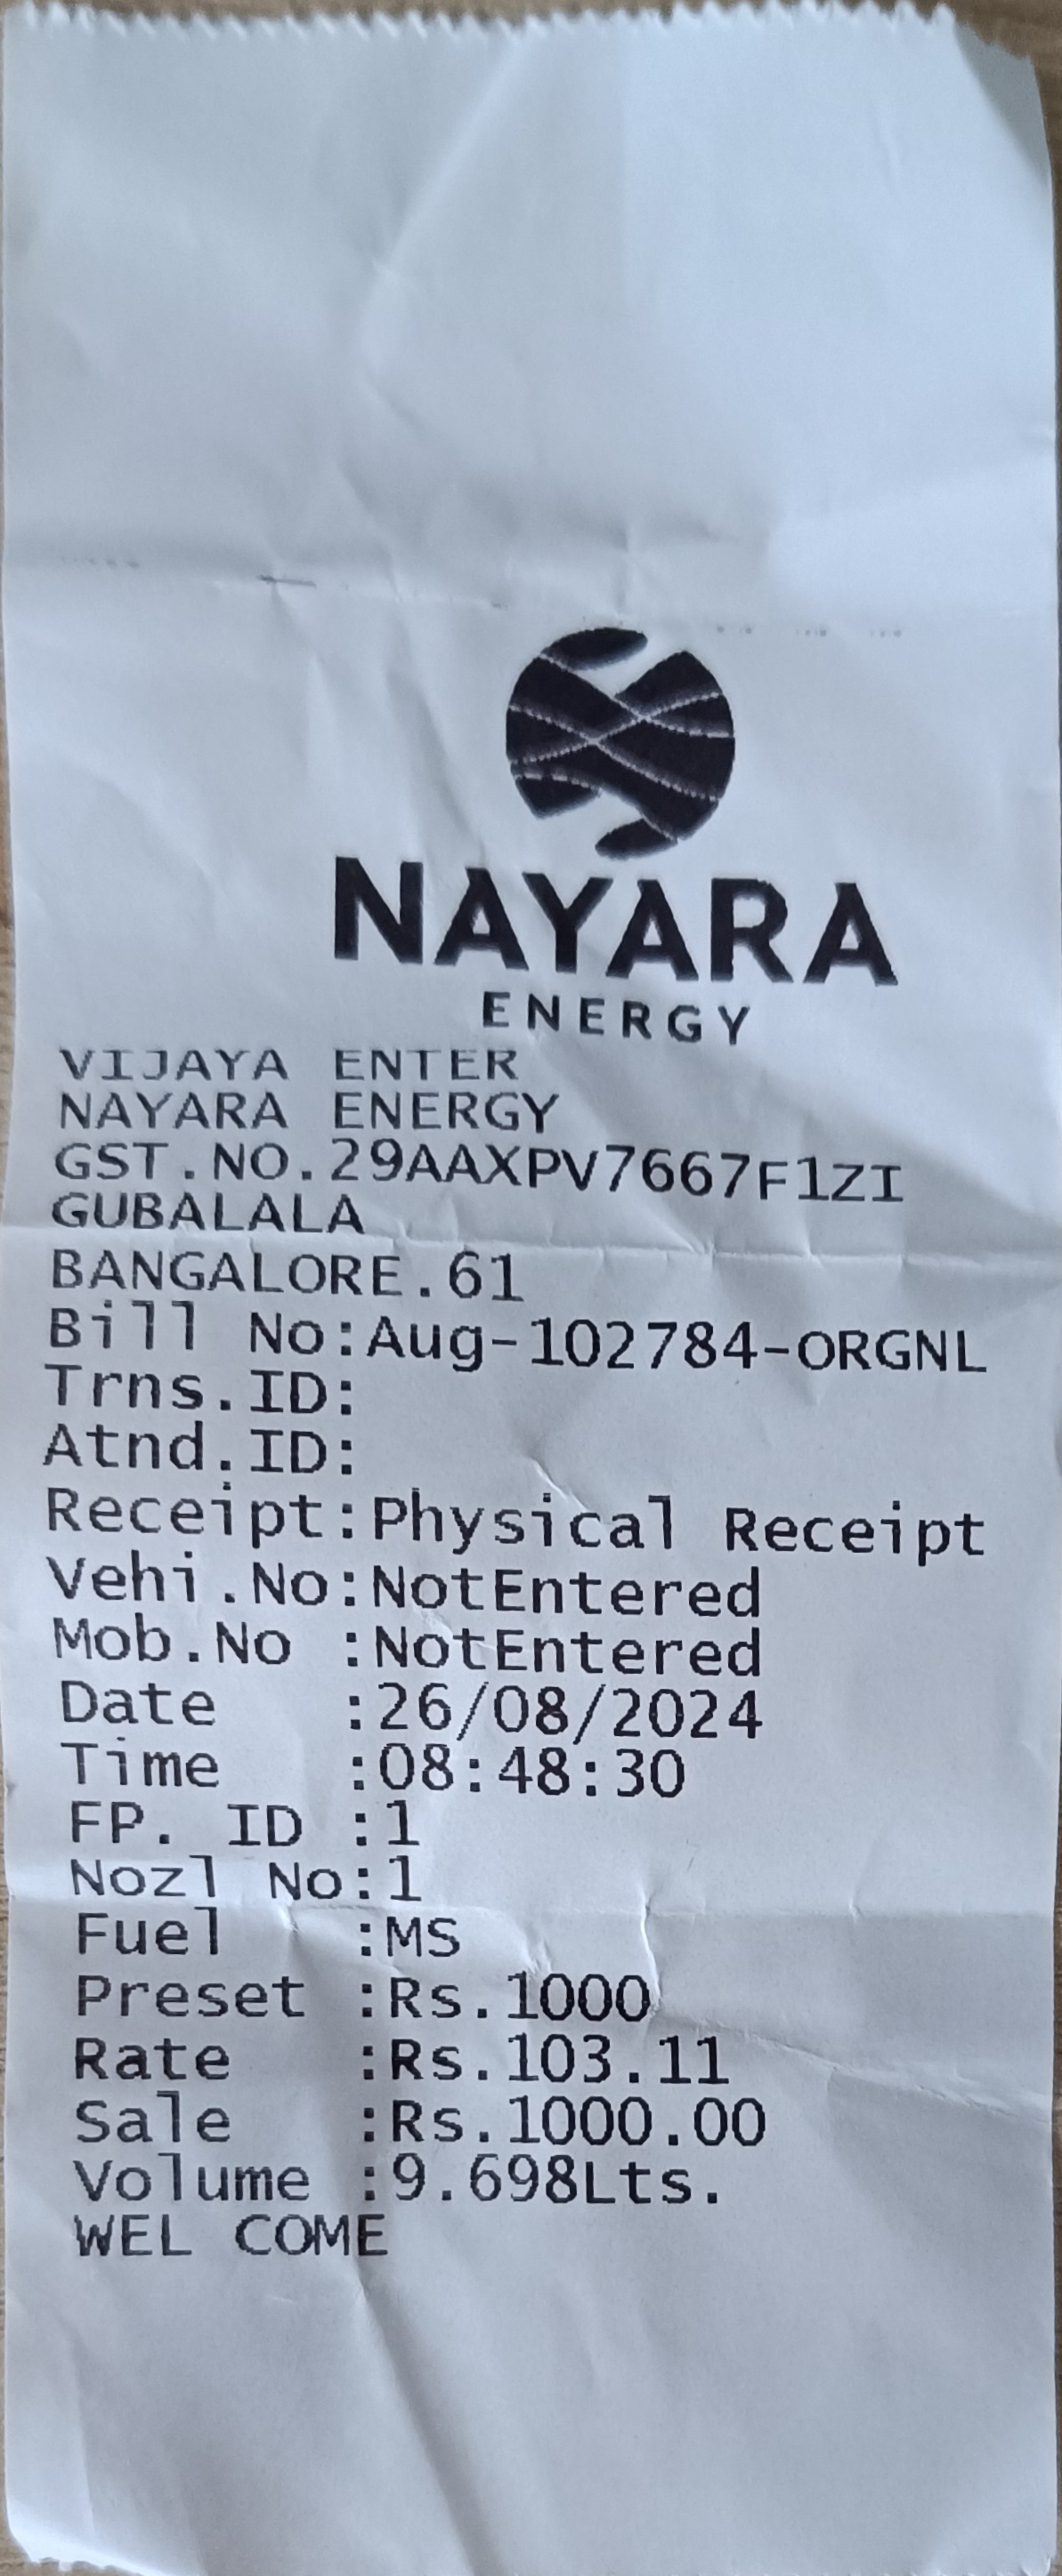 NAYARA
ENERGY
VIJAYA ENTER
NAYARA ENERGY
GST.NO.29AAXPV7667F1ZI
GUBALALA
BANGALORE.61
Bill No:Aug-102784-ORGNL
Trns.ID:
Atnd.ID:
Receipt:Physical Receipt
Vehi.No:NotEntered
Mob.No :NotEntered
Date :26/08/2024
Time :08:48:30
FP. ID :1
Nozl No:1
Fuel :MS
Preset :Rs.1000
Rate :Rs.103.11
Sale :Rs.1000.00
Volume :9.698Lts.
WEL COME